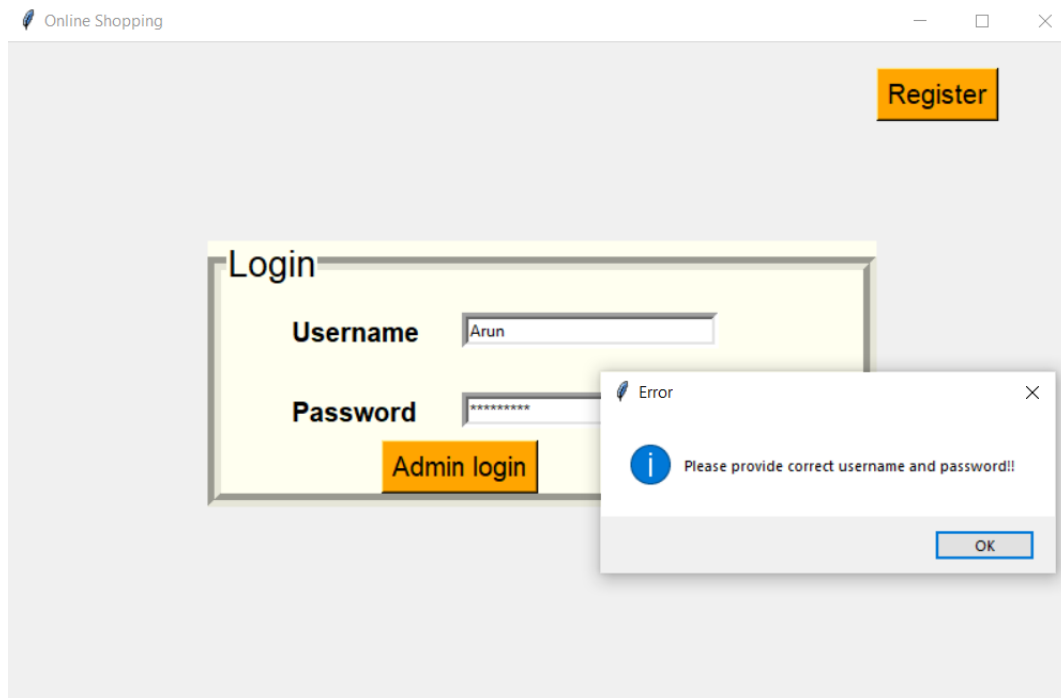 Online Shopping
Register
Login
Username
Arun
Password
*********
Admin login
Error
Please provide correct username and password!!
OK